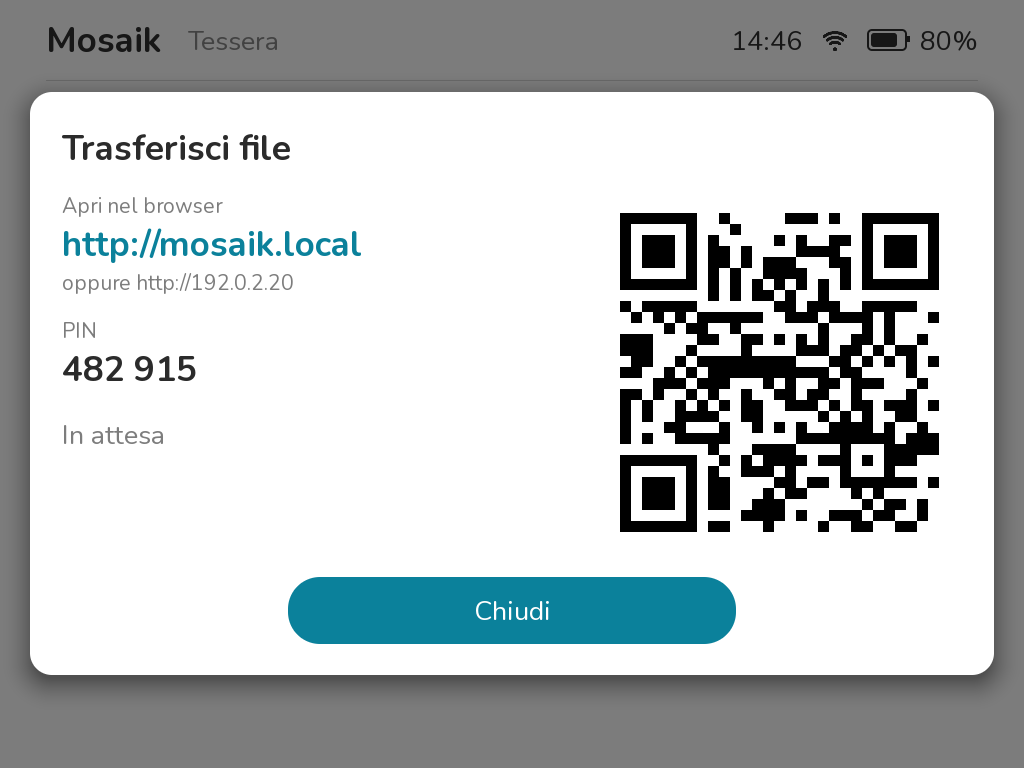 Mosaik Tessera 14:46 80%
Trasferisci file
Apri nel browser
http://mosaik.local
oppure http://192.0.2.20
PIN
482 915
In attesa
Chiudi